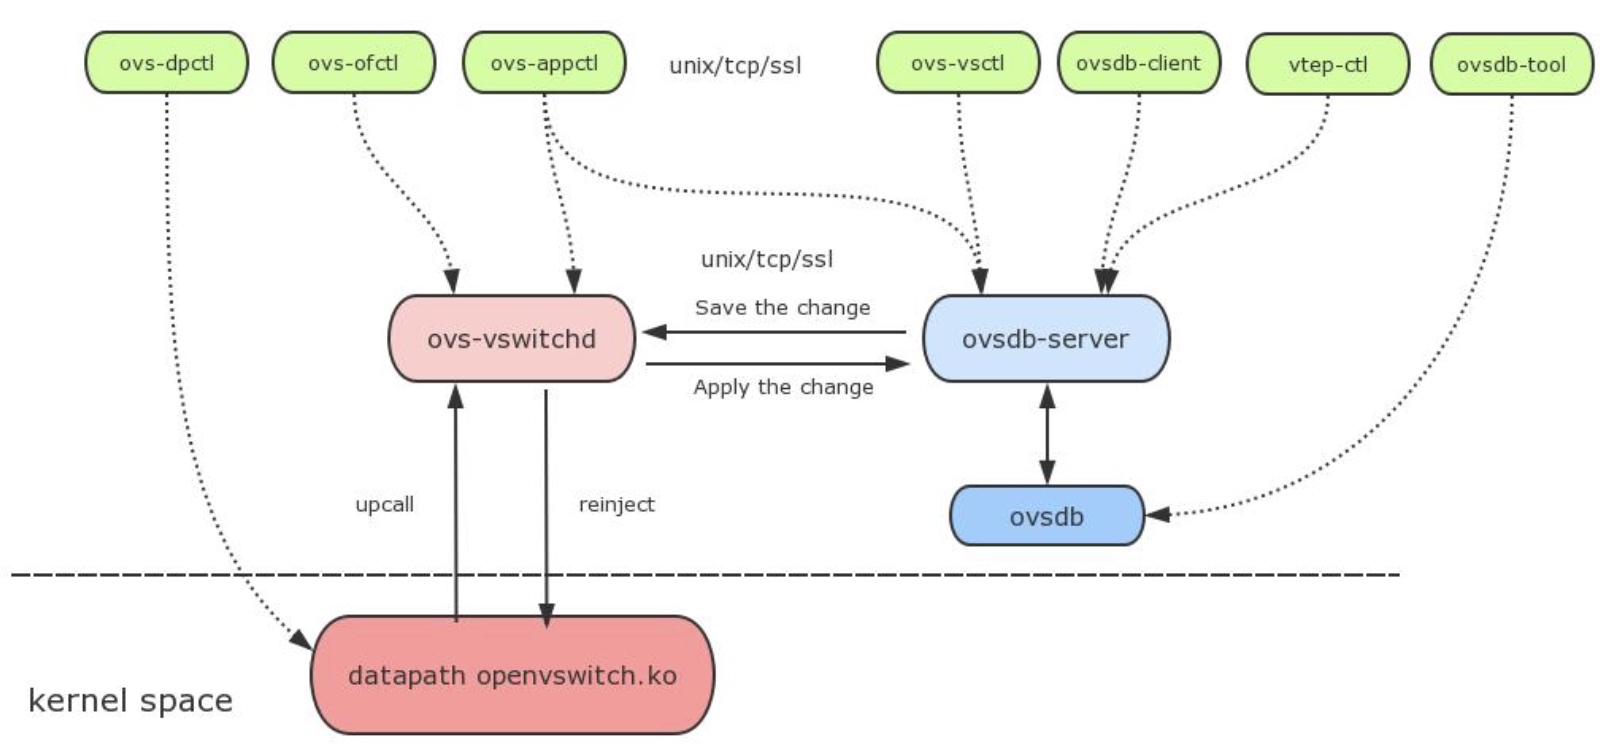 ovs-dpctl
ovs-ofctl
ovs-appctl
unix/tcp/ssl
ovs-vsctl
ovsdb-client
vtep-ctl
ovsdb-tool
unix/tcp/ssl
Save the change
ovs-vswitchd
ovsdb-server
Apply the change
upcall
reinject
ovsdb
datapath openvswitch.ko
kernel space